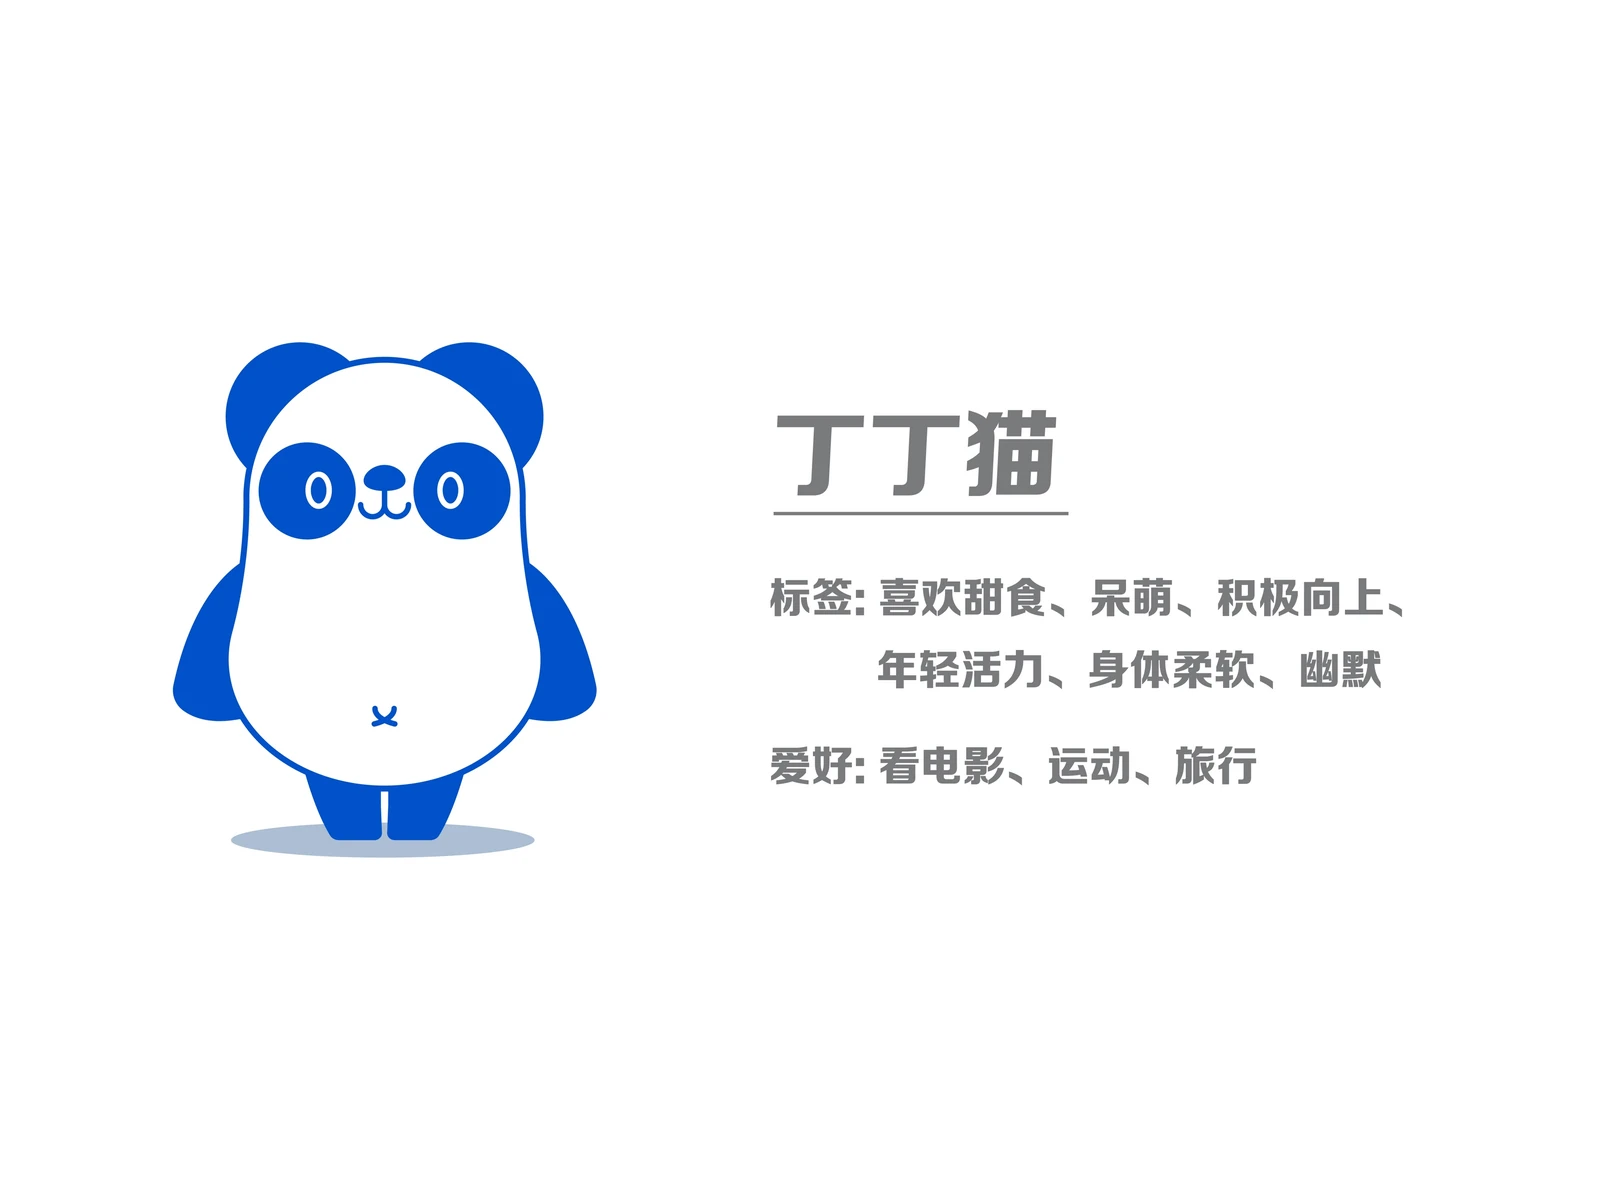 丁丁猫
标签: 喜欢甜食、呆萌、积极向上、
年轻活力、身体柔软、幽默
爱好: 看电影、运动、旅行